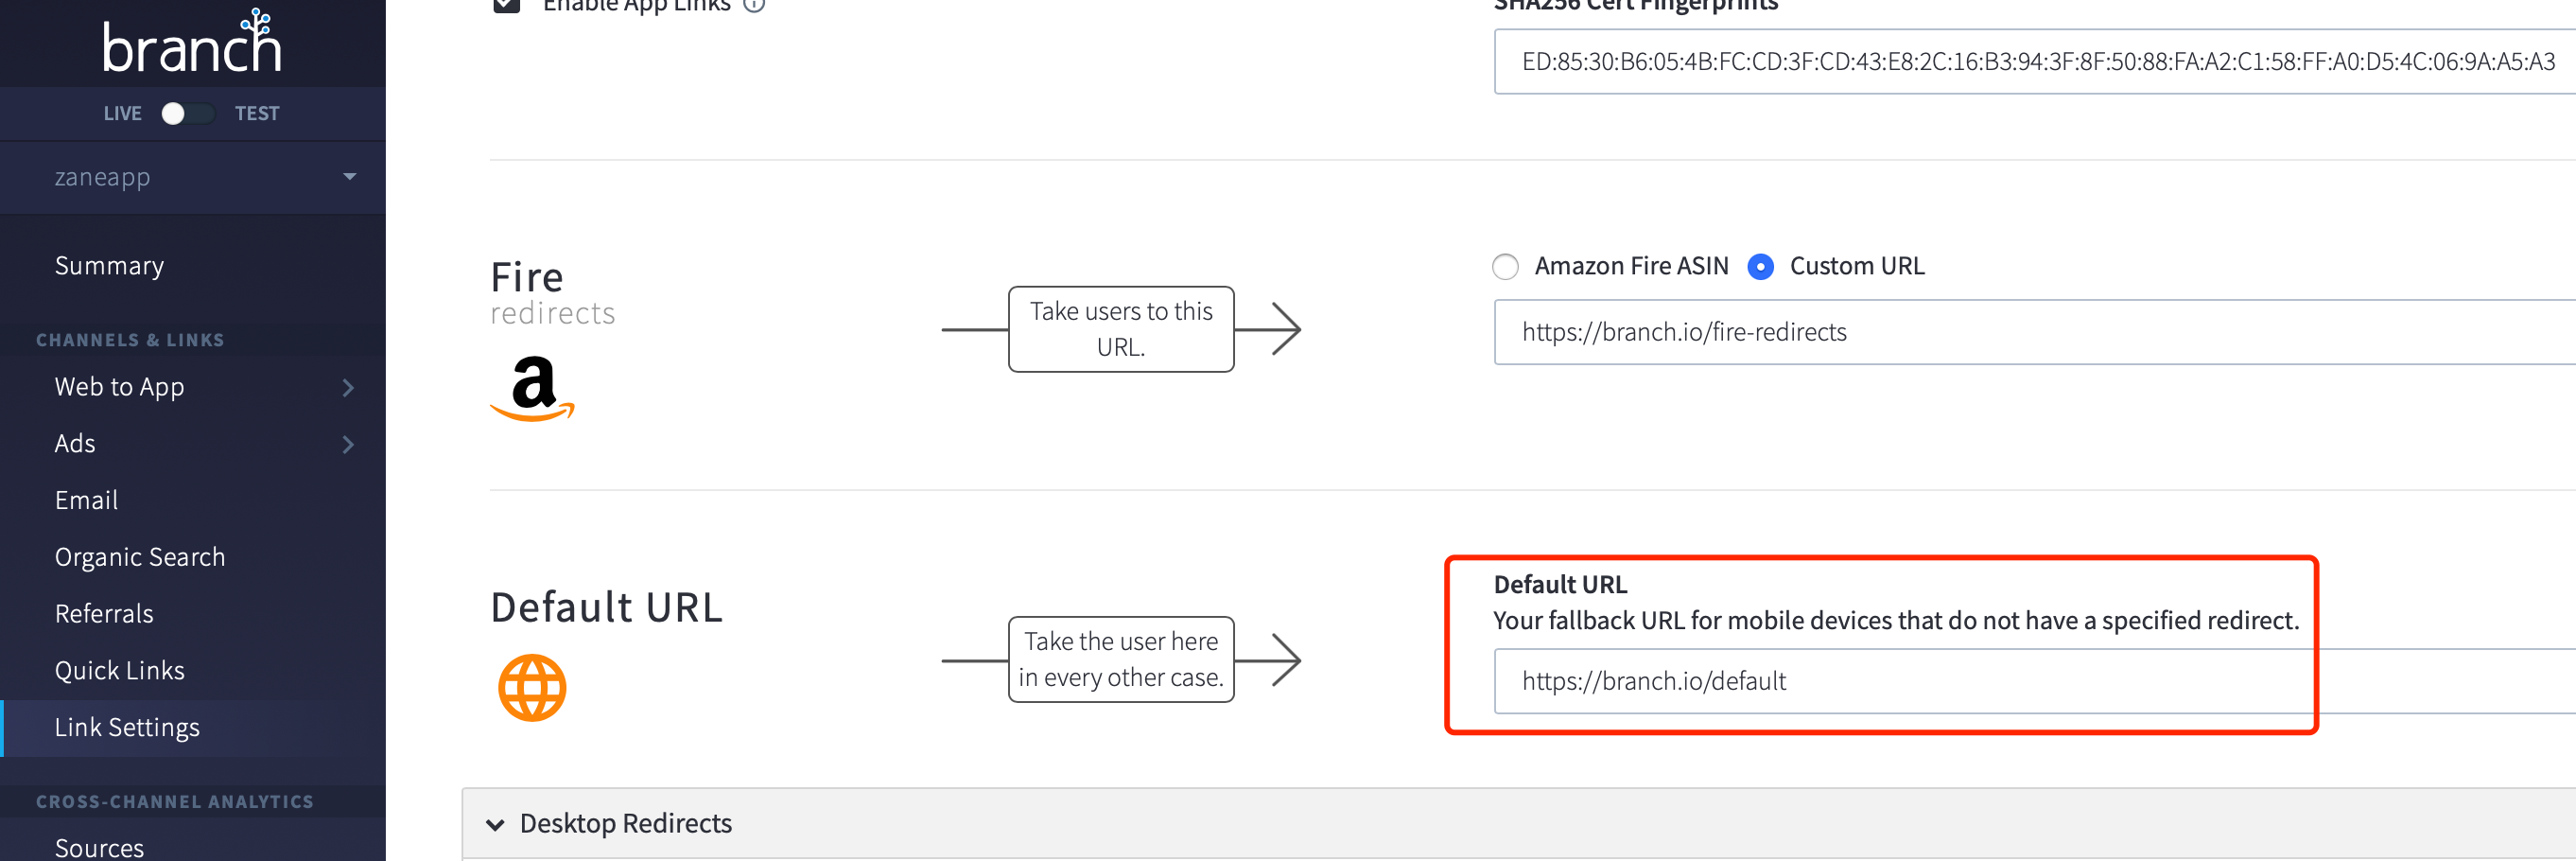 branch
LIVE TEST
zaneapp
Summary
CHANNELS & LINKS
Web to App
Ads
Email
Organic Search
Referrals
Quick Links
Link Settings
CROSS-CHANNEL ANALYTICS
Sources
Enable App Links
SHA256 Cert Fingerprints
ED:85:30:B6:05:4B:FC:CD:3F:CD:43:E8:2C:16:B3:94:3F:8F:50:88:FA:A2:C1:58:FF:A0:D5:4C:06:9A:A5:A3
Fire
redirects
a
Take users to this
URL.
Amazon Fire ASIN Custom URL
https://branch.io/fire-redirects
Default URL
Take the user here
in every other case.
Default URL
Your fallback URL for mobile devices that do not have a specified redirect.
https://branch.io/default
Desktop Redirects